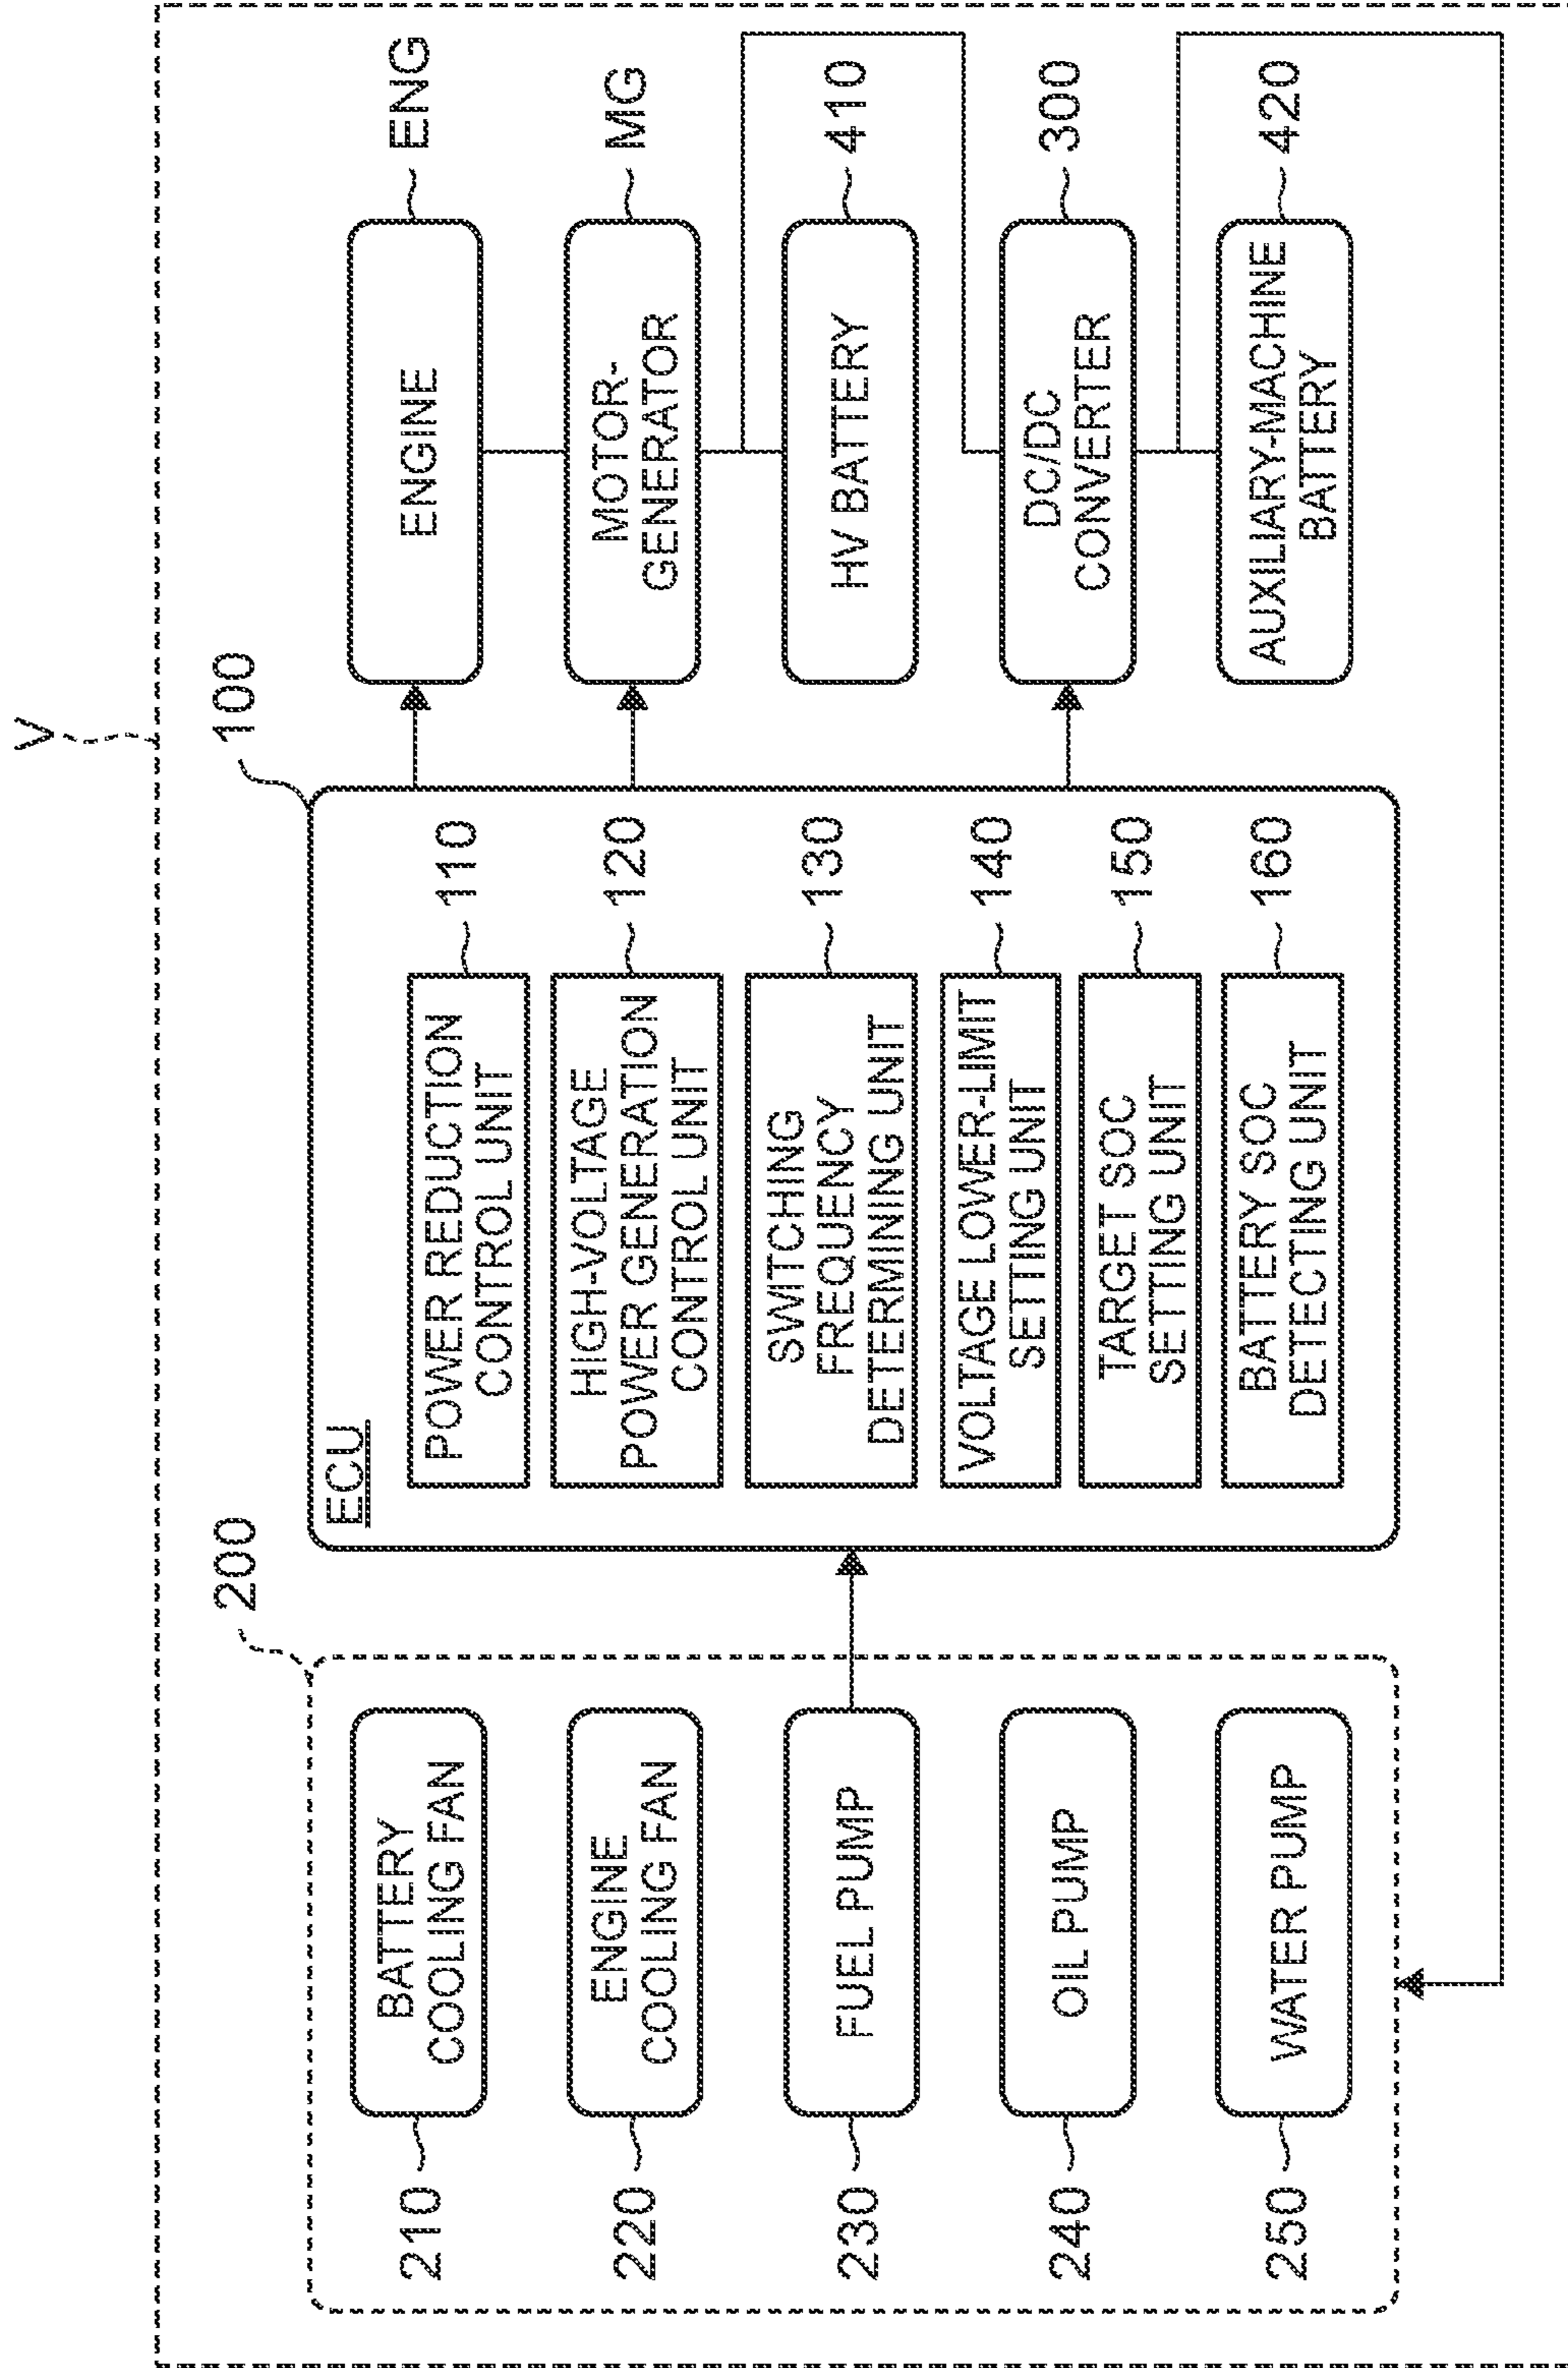 V
200
100
210
BATTERY
COOLING FAN
220
ENGINE
COOLING FAN
230
FUEL PUMP
240
OIL PUMP
250
WATER PUMP
ECU
POWER REDUCTION
CONTROL UNIT
110
HIGH-VOLTAGE
POWER GENERATION
CONTROL UNIT
120
SWITCHING
FREQUENCY
DETERMINING UNIT
130
VOLTAGE LOWER-LIMIT
SETTING UNIT
140
TARGET SOC
SETTING UNIT
150
BATTERY SOC
DETECTING UNIT
160
ENGINE
ENG
MOTOR-
GENERATOR
MG
HV BATTERY
410
DC/DC
CONVERTER
300
AUXILIARY-MACHINE
BATTERY
420